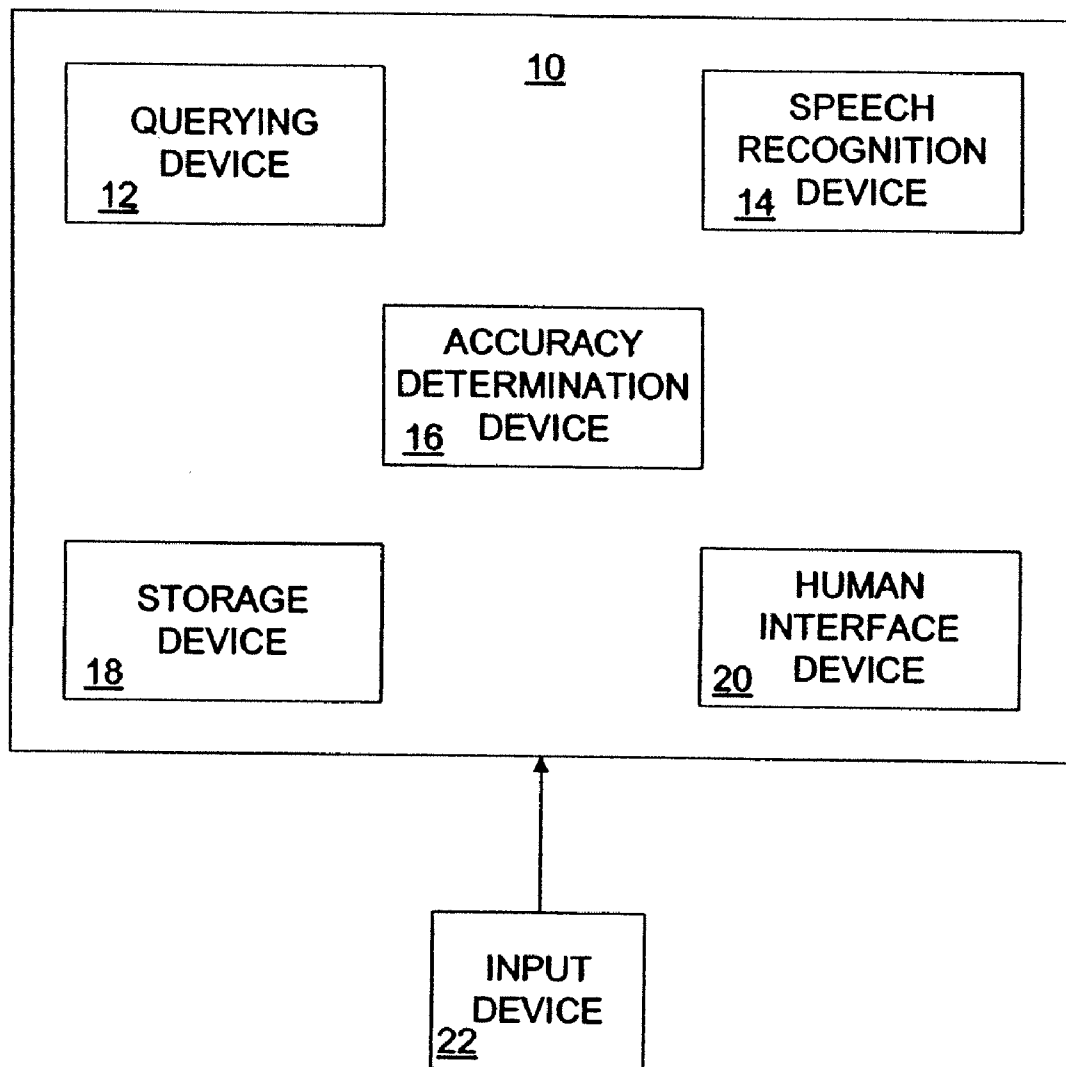 10
QUERYING
DEVICE
12
SPEECH
RECOGNITION
DEVICE
14
ACCURACY
DETERMINATION
DEVICE
16
STORAGE
DEVICE
18
HUMAN
INTERFACE
DEVICE
20
INPUT
DEVICE
22